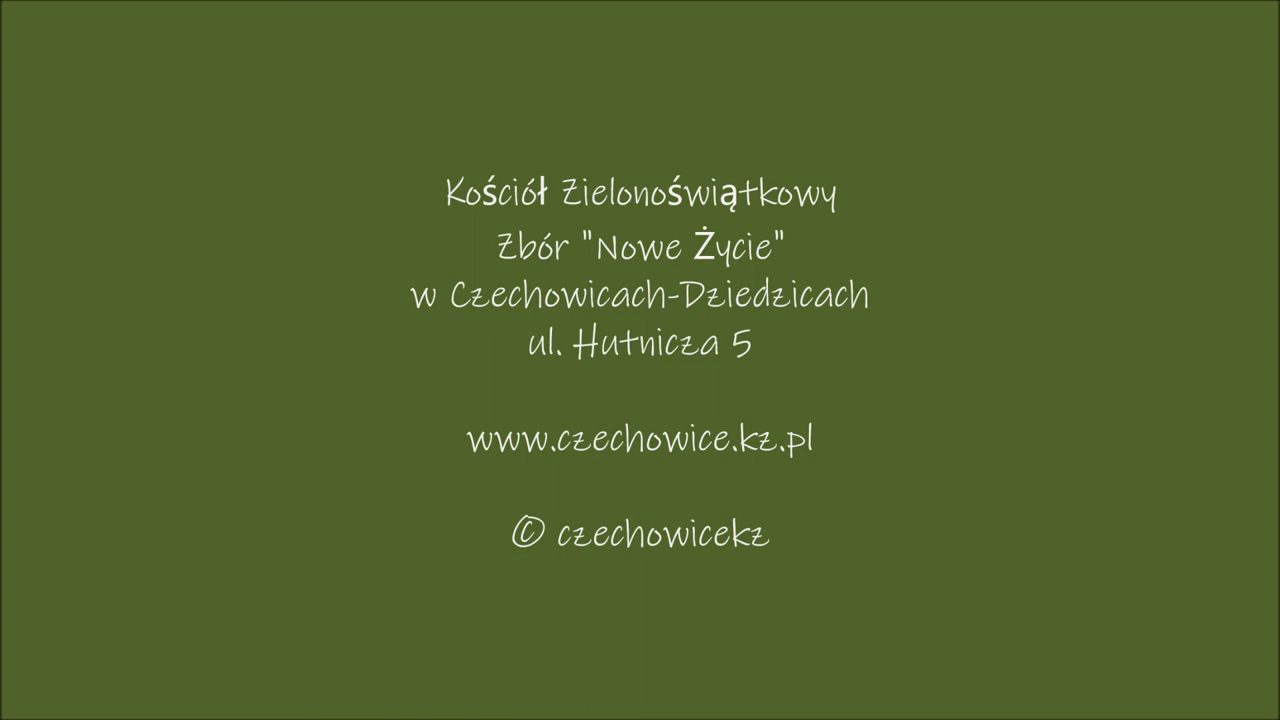 Kościół Zielonoświątkowy
Zbór "Nowe Życie"
w Czechowicach-Dziedzicach
ul. Hutnicza 5
www.czechowice.kz.pl
© czechowicekz